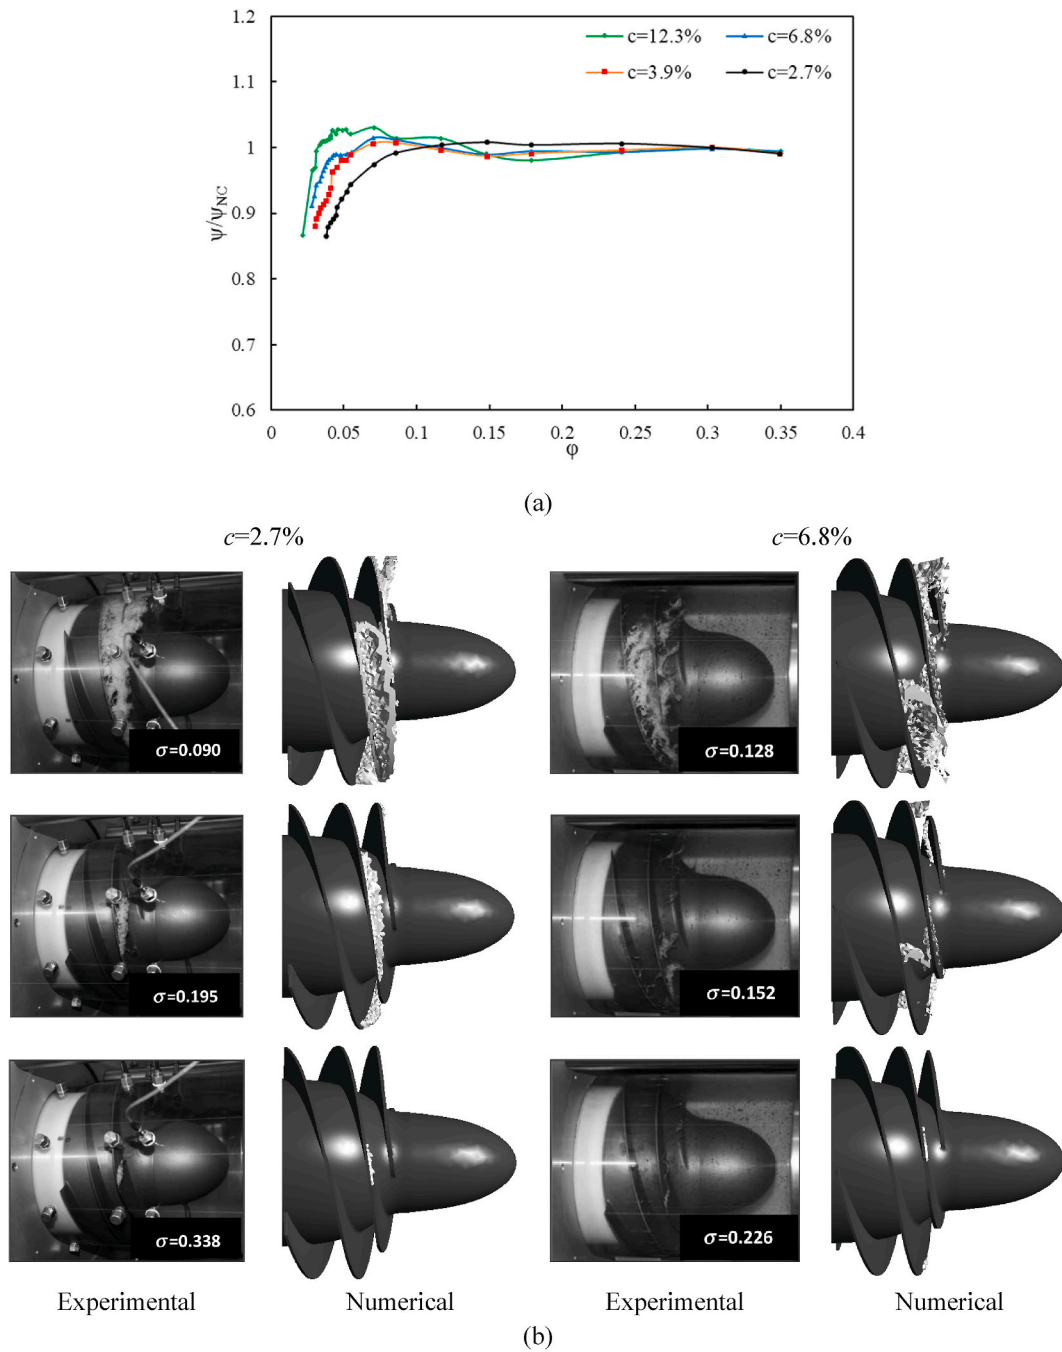 1.2
c=12.3% c=6.8%
1.1
c=3.9% c=2.7%
1
0.9
ψ/ψNC
0.8
0.7
0.6
0 0.05 0.1 0.15 0.2 0.25 0.3 0.35 0.4
φ
(a)
c=2.7% c=6.8%
σ=0.090 σ=0.128
σ=0.195 σ=0.152
σ=0.338 σ=0.226
Experimental Numerical Experimental Numerical
(b)